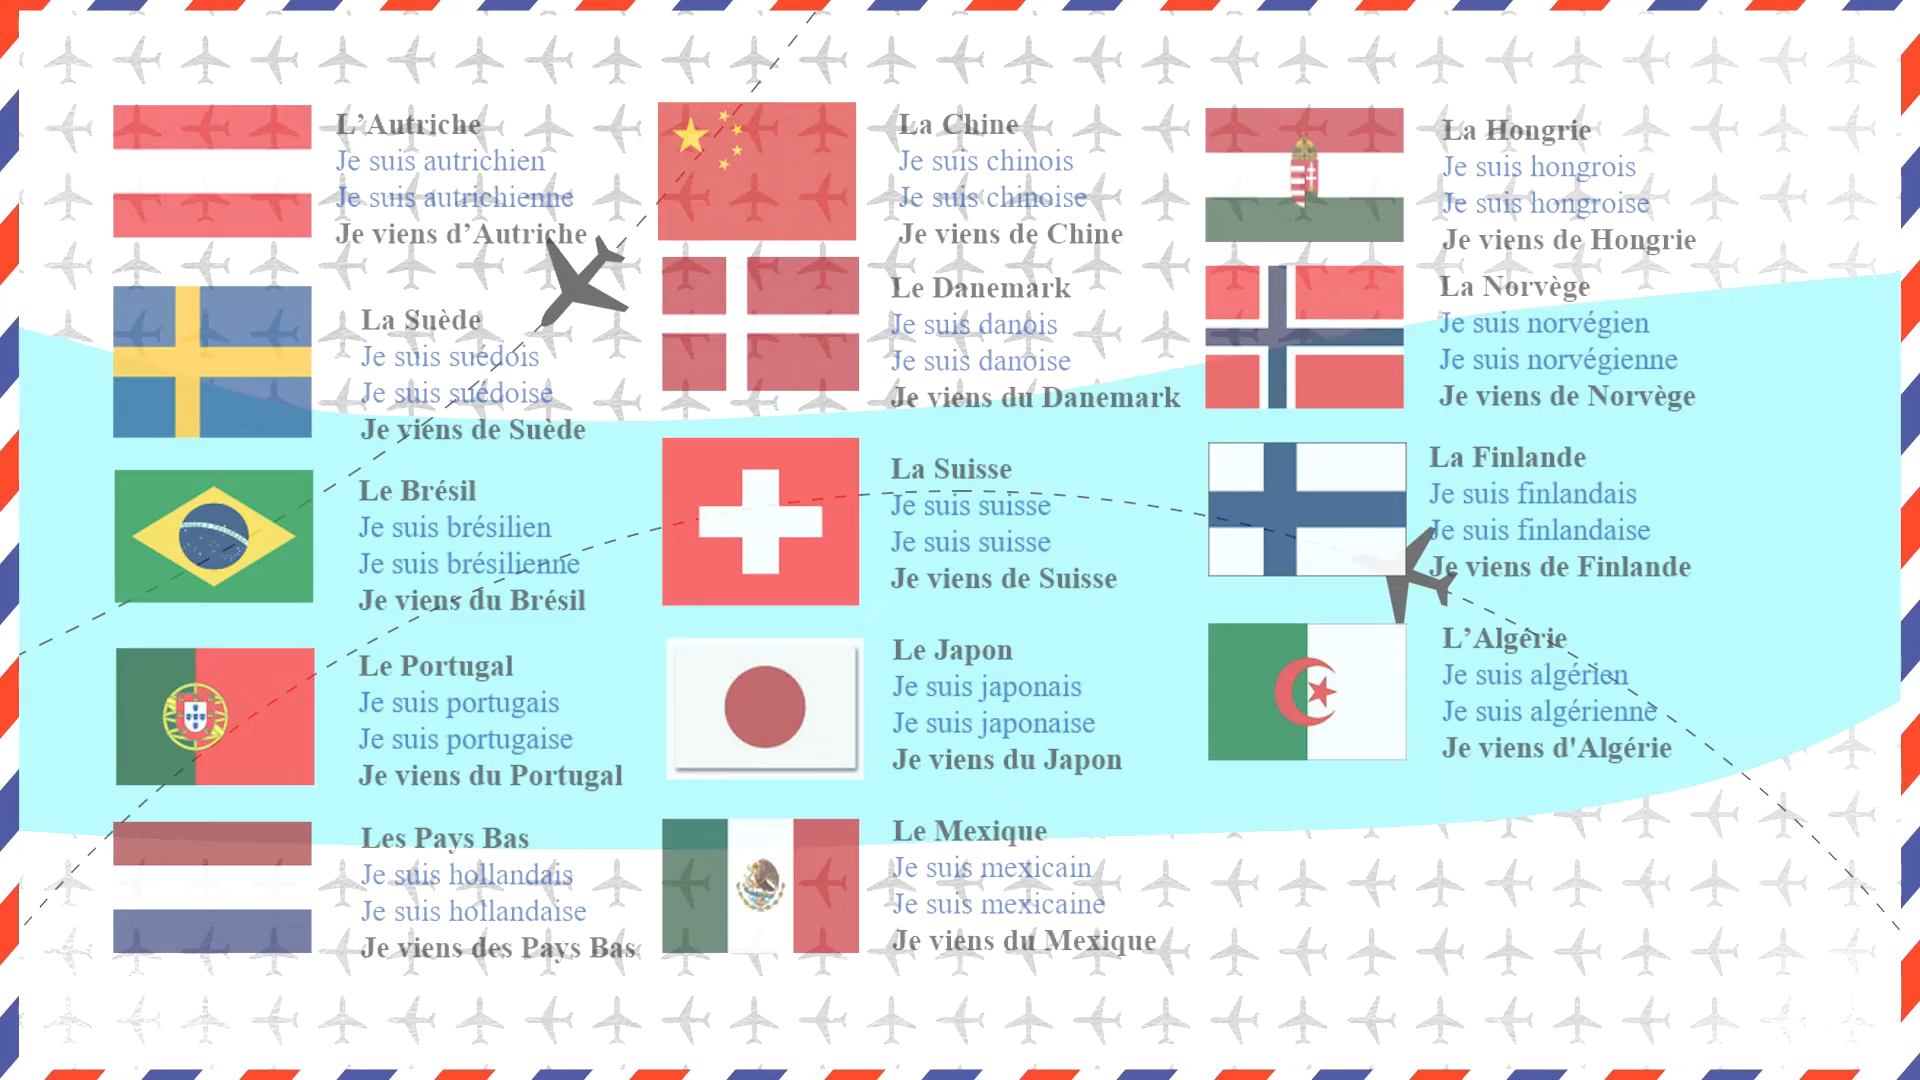 L’Autriche
Je suis autrichien
Je suis autrichienne
Je viens d’Autriche
La Suède
Je suis suédois
Je suis suédoise
Je viens de Suède
Le Brésil
Je suis brésilien
Je suis brésilienne
Je viens du Brésil
Le Portugal
Je suis portugais
Je suis portugaise
Je viens du Portugal
Les Pays Bas
Je suis hollandais
Je suis hollandaise
Je viens des Pays Bas
La Chine
Je suis chinois
Je suis chinoise
Je viens de Chine
Le Danemark
Je suis danois
Je suis danoise
Je viens du Danemark
La Suisse
Je suis suisse
Je suis suisse
Je viens de Suisse
Le Japon
Je suis japonais
Je suis japonaise
Je viens du Japon
Le Mexique
Je suis mexicain
Je suis mexicaine
Je viens du Mexique
La Hongrie
Je suis hongrois
Je suis hongroise
Je viens de Hongrie
La Norvège
Je suis norvégien
Je suis norvégienne
Je viens de Norvège
La Finlande
Je suis finlandais
Je suis finlandaise
Je viens de Finlande
L’Algérie
Je suis algérien
Je suis algérienne
Je viens d'Algérie